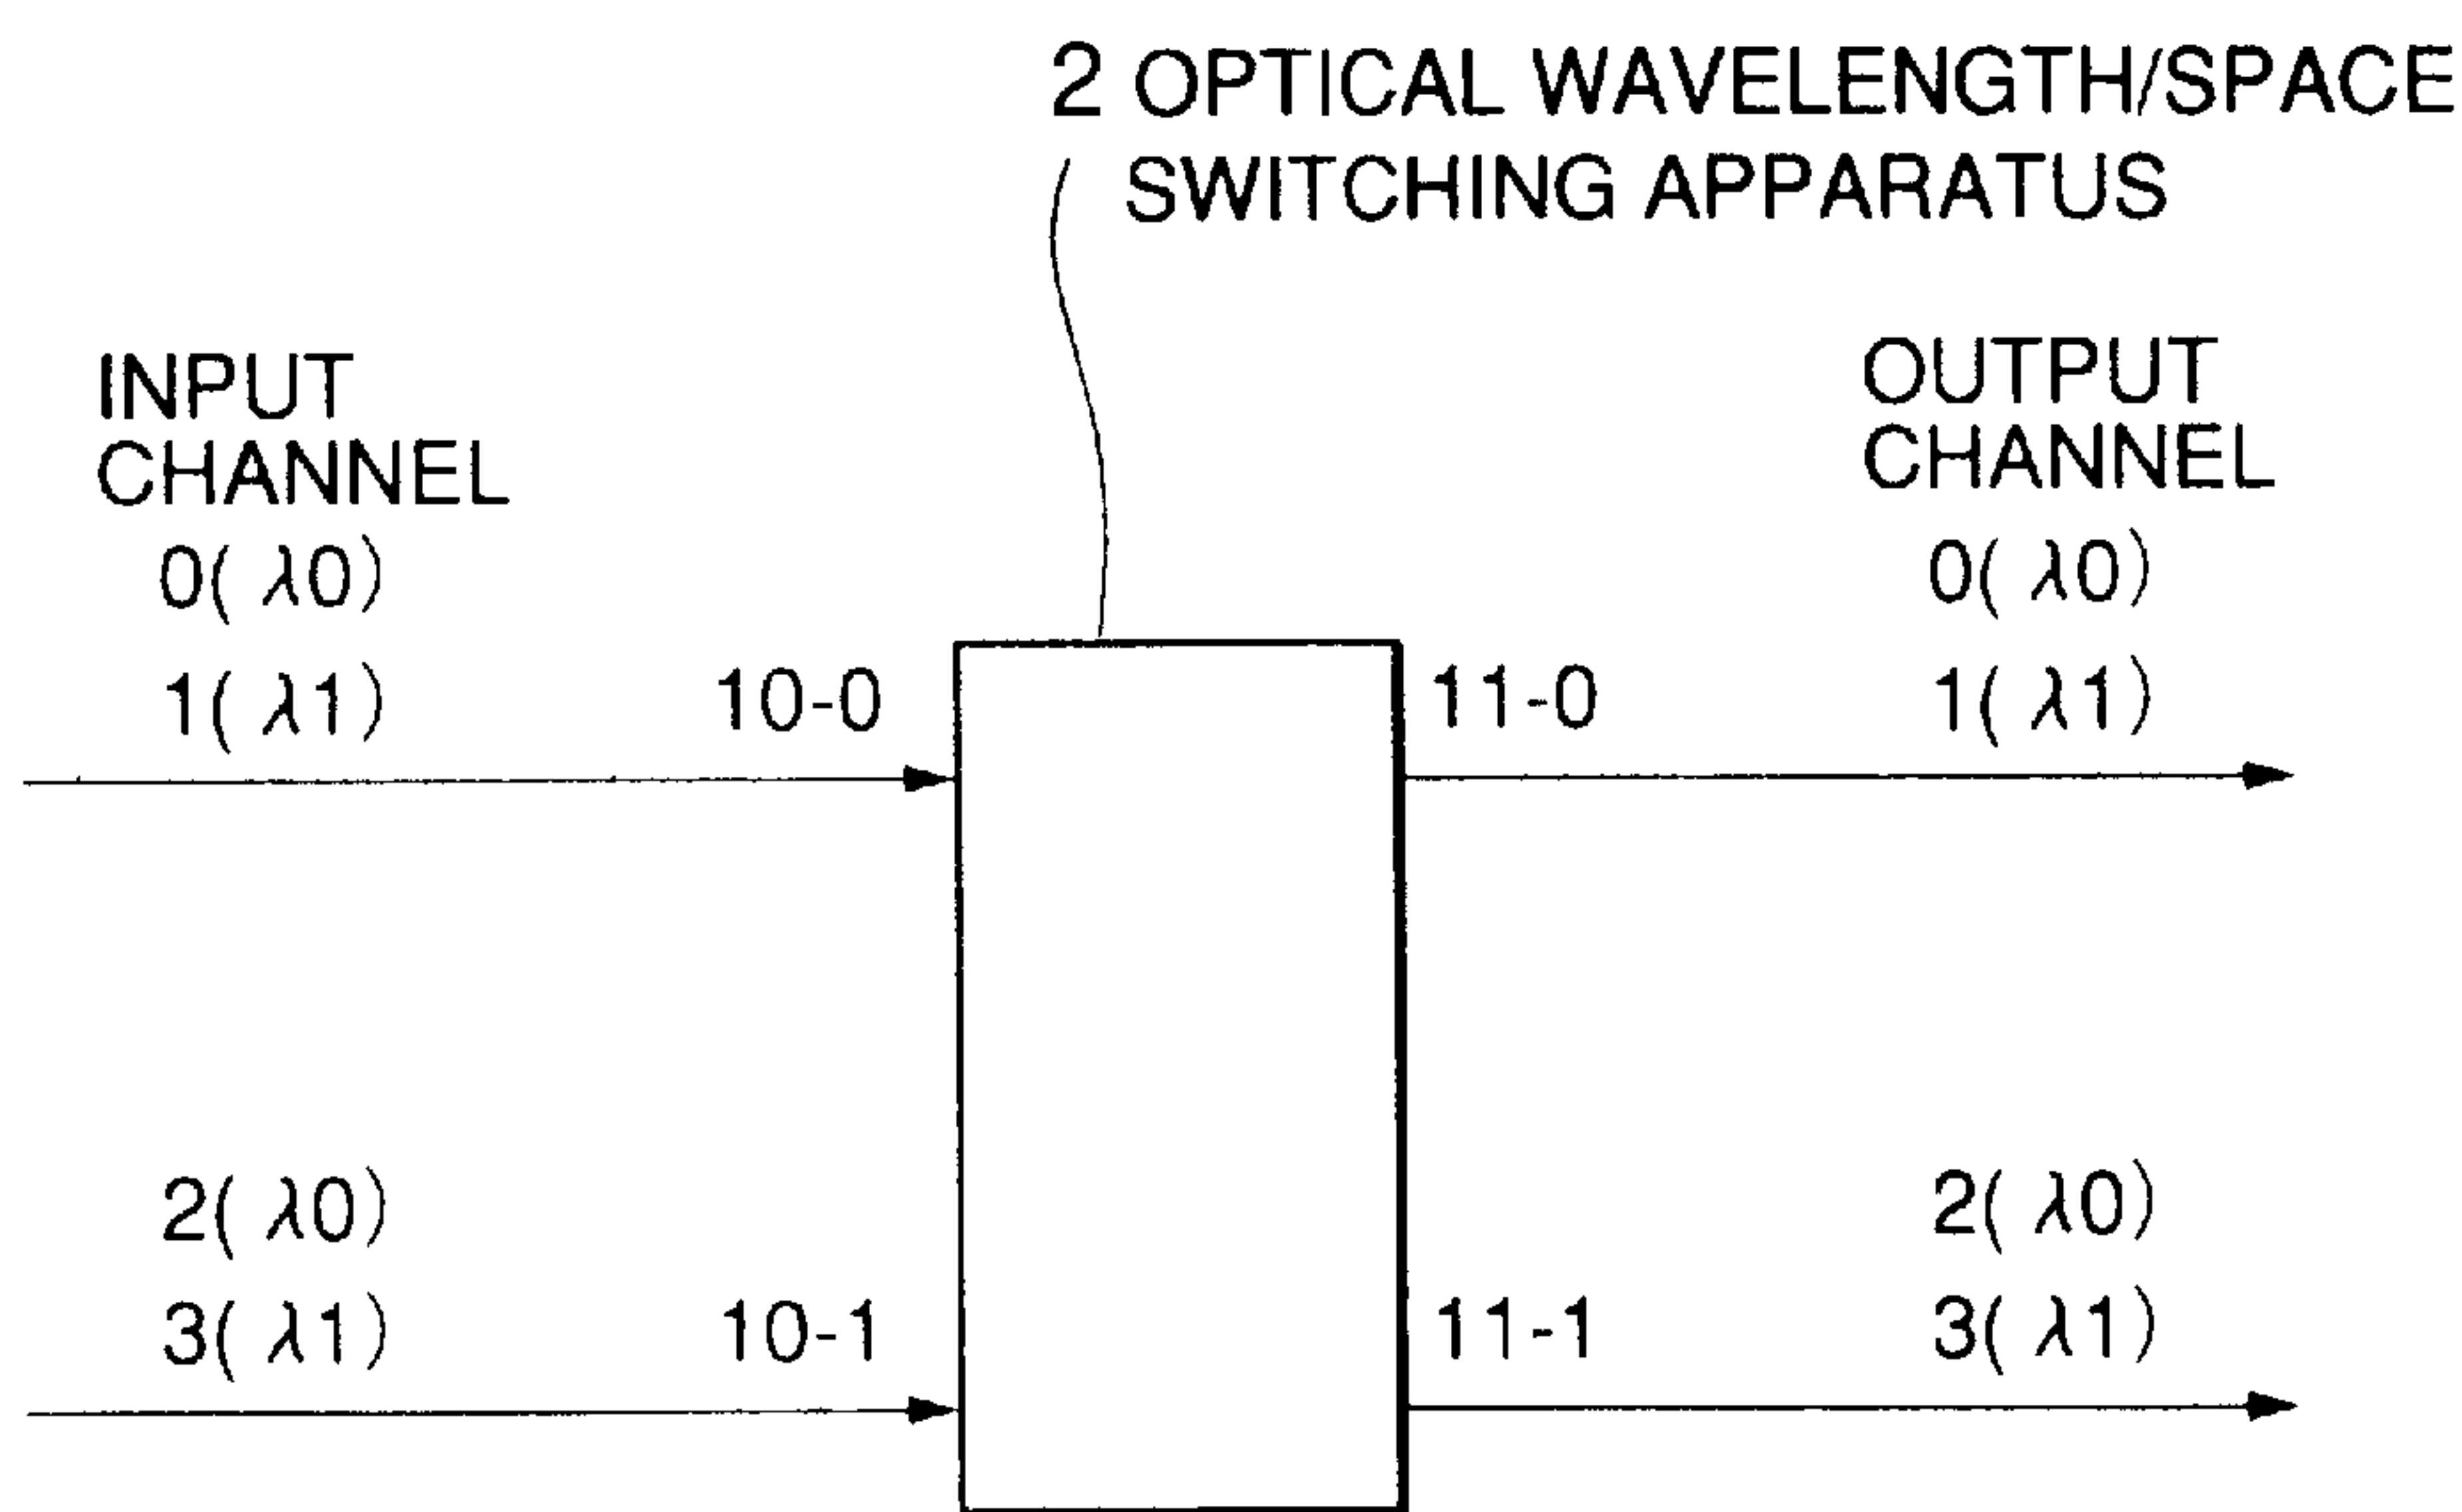 2 OPTICAL WAVELENGTH/SPACE
SWITCHING APPARATUS
INPUT
CHANNEL
0( λ0)
1( λ1)
10-0
11-0
OUTPUT
CHANNEL
0( λ0)
1( λ1)
2( λ0)
3( λ1)
10-1
11-1
2( λ0)
3( λ1)